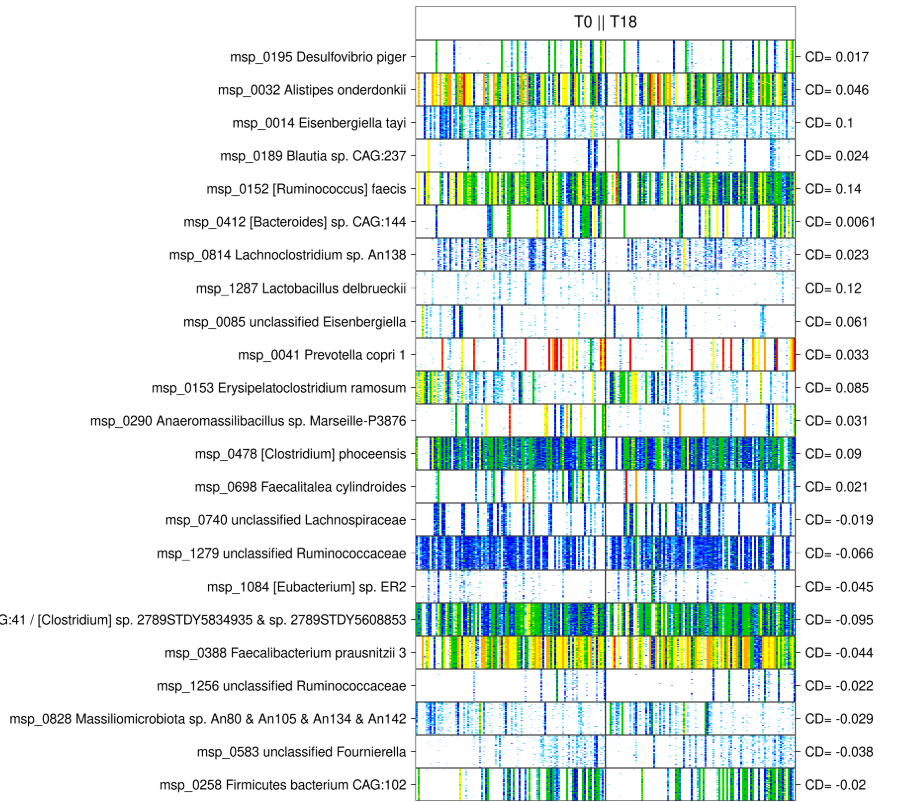 T0 || T18
msp_0195 Desulfovibrio piger CD= 0.017
msp_0032 Alistipes onderdonkii CD= 0.046
msp_0014 Eisenbergiella tayi CD= 0.1
msp_0189 Blautia sp. CAG:237 CD= 0.024
msp_0152 [Ruminococcus] faecis CD= 0.14
msp_0412 [Bacteroides] sp. CAG:144 CD= 0.0061
msp_0814 Lachnoclostridium sp. An138 CD= 0.023
msp_1287 Lactobacillus delbrueckii CD= 0.12
msp_0085 unclassified Eisenbergiella CD= 0.061
msp_0041 Prevotella copri 1 CD= 0.033
msp_0153 Erysipelatoclostridium ramosum CD= 0.085
msp_0290 Anaeromassilibacillus sp. Marseille-P3876 CD= 0.031
msp_0478 [Clostridium] phoceensis CD= 0.09
msp_0698 Faecalitalea cylindroides CD= 0.021
msp_0740 unclassified Lachnospiraceae CD= -0.019
msp_1279 unclassified Ruminococcaceae CD= -0.066
msp_1084 [Eubacterium] sp. ER2 CD= -0.045
G:41 / [Clostridium] sp. 2789STDY5834935 & sp. 2789STDY5608853 CD= -0.095
msp_0388 Faecalibacterium prausnitzii 3 CD= -0.044
msp_1256 unclassified Ruminococcaceae CD= -0.022
msp_0828 Massiliomicrobiota sp. An80 & An105 & An134 & An142 CD= -0.029
msp_0583 unclassified Fournierella CD= -0.038
msp_0258 Firmicutes bacterium CAG:102 CD= -0.02